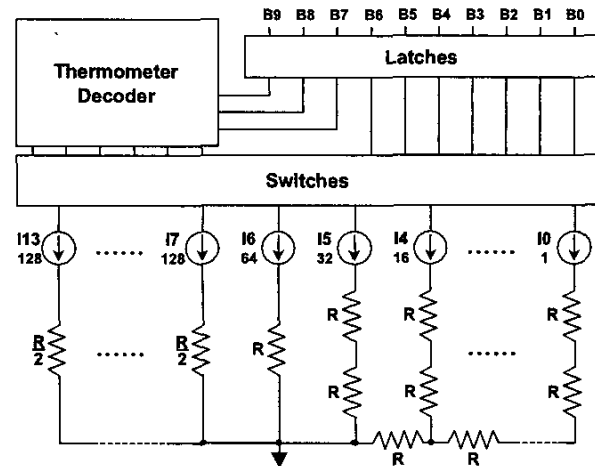 B9 B8 B7 B6 B5 B4 B3 B2 B1 B0
Thermometer
Decoder
Latches
Switches
I13 I7 I6 I5 I4 I0
128 ...... 128 64 32 16 ...... 1
R R R
R R R
2 ...... 2 R ......
R R R
R R